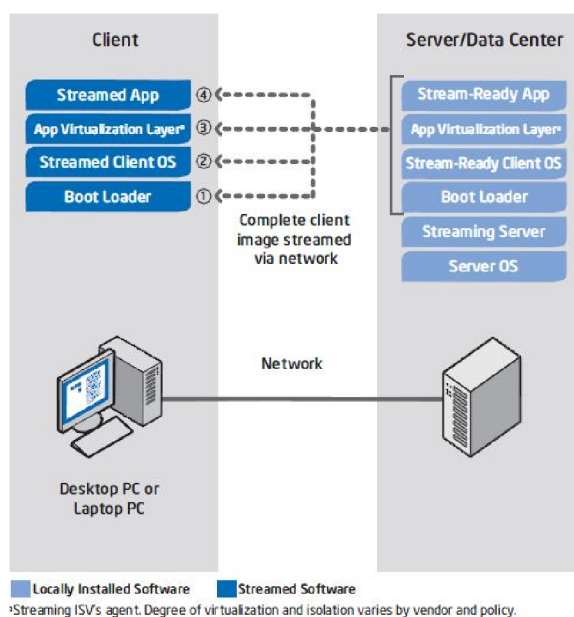 Client
Server/Data Center
Streamed App
④
App Virtualization Layerª
③
Streamed Client OS
②
Boot Loader
①
Stream-Ready App
App Virtualization Layerª
Stream-Ready Client OS
Boot Loader
Streaming Server
Server OS
Complete client
image streamed
via network
Network
Desktop PC or
Laptop PC
Locally Installed Software
Streamed Software
ªStreaming ISV's agent. Degree of virtualization and isolation varies by vendor and policy.